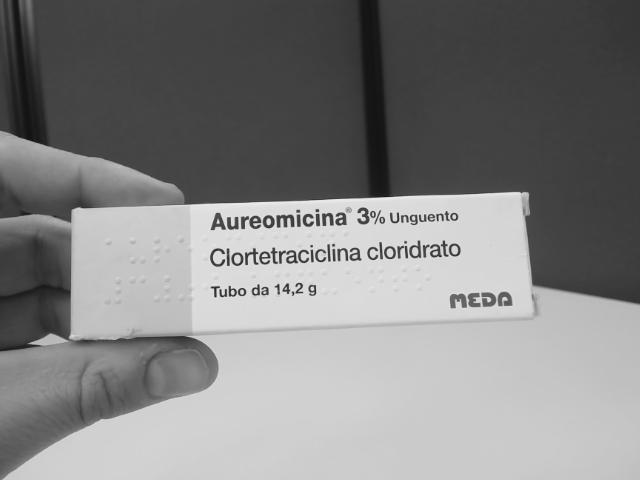 Aureomicina® 3% Unguento
Clortetraciclina cloridrato
Tubo da 14,2 g
MEDA